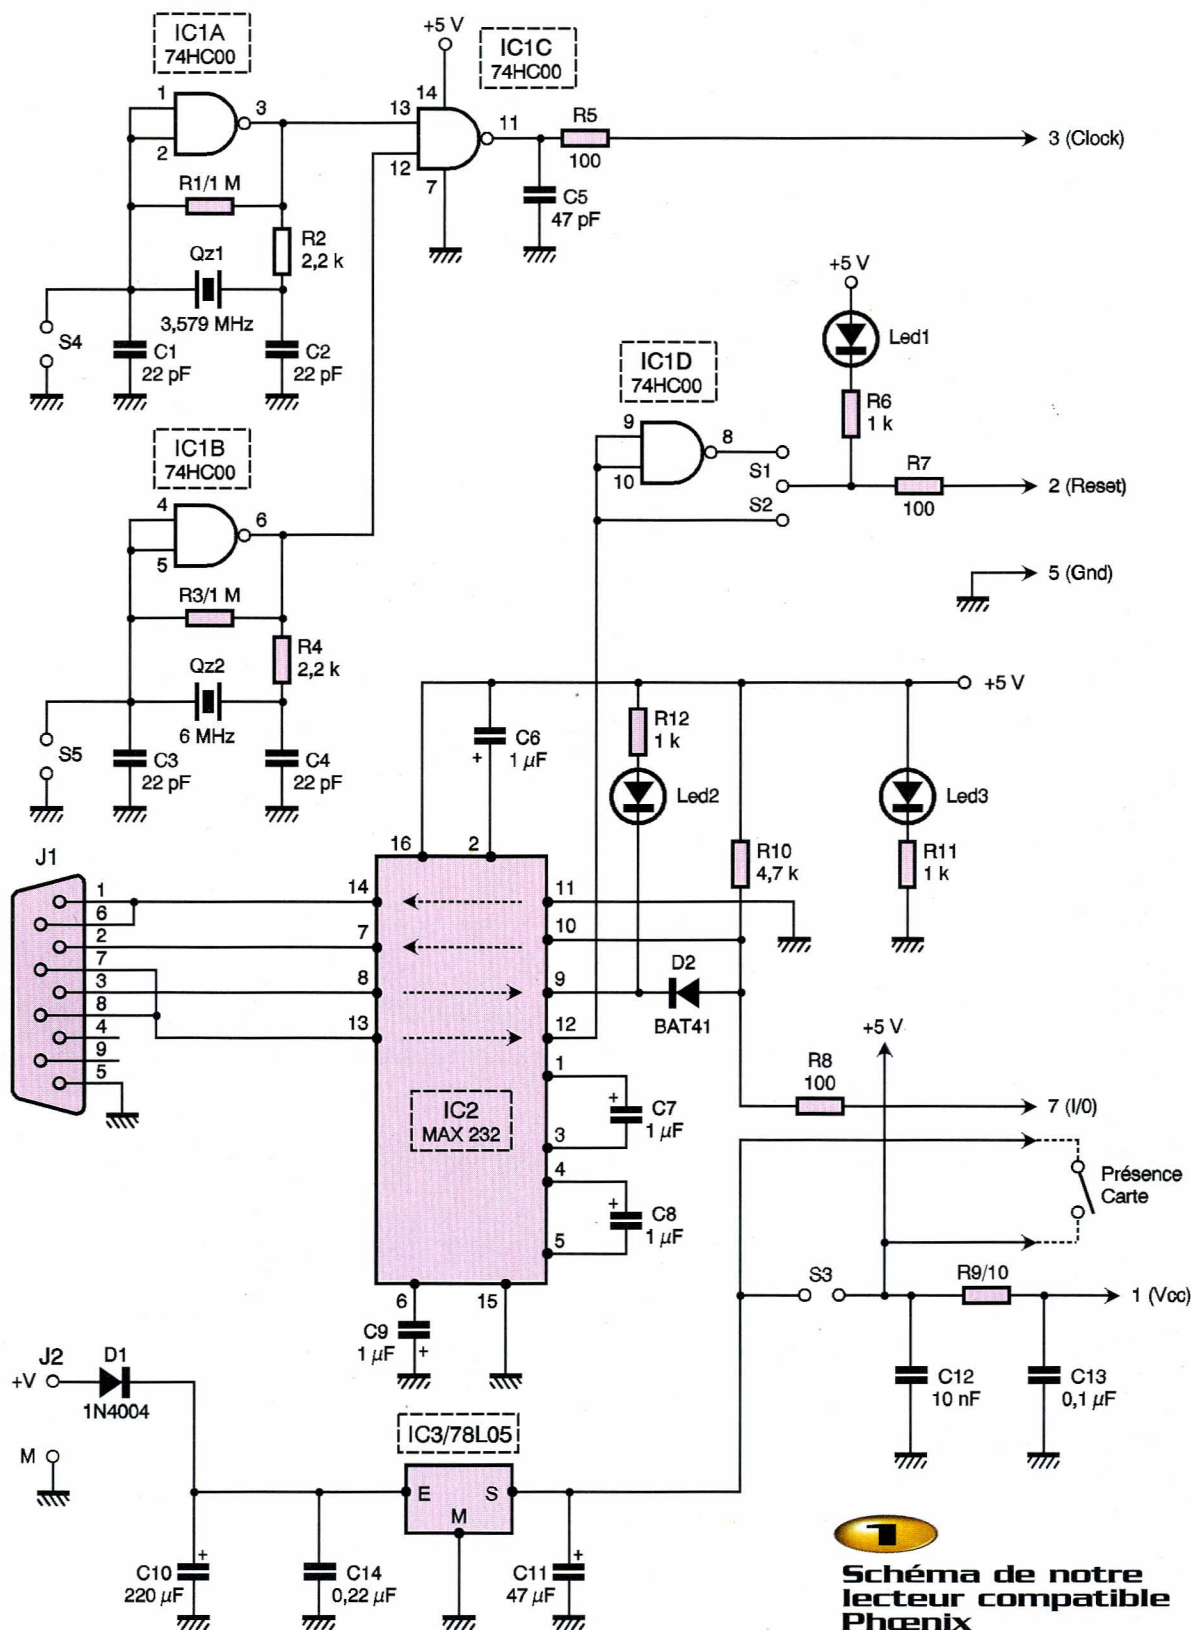 IC1A
74HC00
+5 V
IC1C
74HC00
1
2
3
14
13
12
7
11
R5
100
3 (Clock)
R1/1 M
C5
47 pF
R2
2,2 k
Qz1
3,579 MHz
S4
C1
22 pF
C2
22 pF
+5 V
Led1
IC1D
74HC00
R6
1 k
9
10
8
S1
S2
R7
100
2 (Reset)
5 (Gnd)
IC1B
74HC00
4
5
6
R3/1 M
R4
2,2 k
Qz2
6 MHz
S5
C3
22 pF
C4
22 pF
+5 V
C6
+
1 µF
R12
1 k
Led2
Led3
R10
4,7 k
R11
1 k
J1
1
6
2
7
3
8
4
9
5
16
2
14
7
8
13
11
10
9
12
1
3
4
5
6
15
D2
BAT41
IC2
MAX 232
+
C7
1 µF
+
C8
1 µF
C9
1 µF
+
+5 V
R8
100
7 (I/0)
Présence
Carte
S3
R9/10
1 (Vcc)
C12
10 nF
C13
0,1 µF
J2
+V
D1
1N4004
M
IC3/78L05
E
S
M
C10
220 µF
+
C14
0,22 µF
C11
47 µF
+
1
Schéma de notre
lecteur compatible
Phœnix